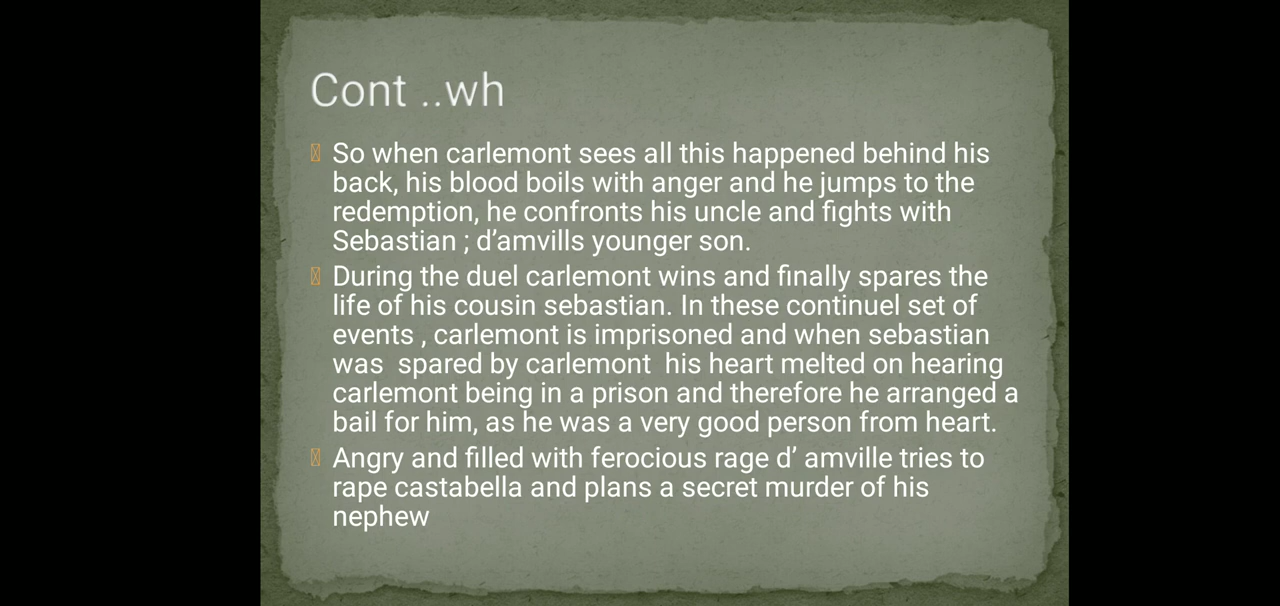 Cont ..wh
So when carlemont sees all this happened behind his
back, his blood boils with anger and he jumps to the
redemption, he confronts his uncle and fights with
Sebastian ; d’amvills younger son.
During the duel carlemont wins and finally spares the
life of his cousin sebastian. In these continuel set of
events , carlemont is imprisoned and when sebastian
was  spared by carlemont  his heart melted on hearing
carlemont being in a prison and therefore he arranged a
bail for him, as he was a very good person from heart.
Angry and filled with ferocious rage d’ amville tries to
rape castabella and plans a secret murder of his
nephew